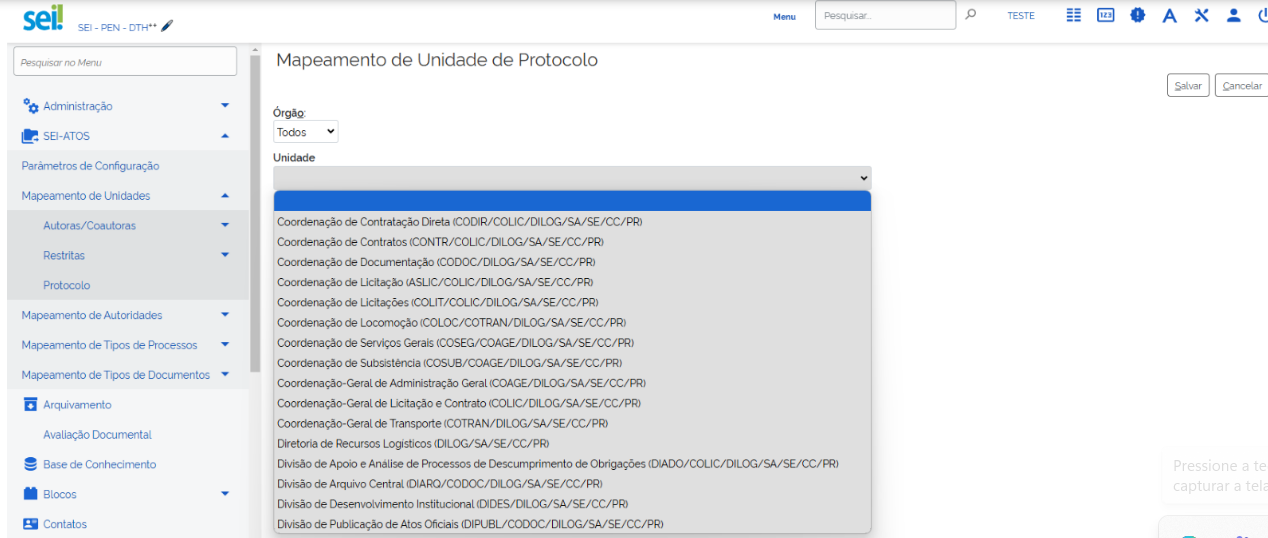 sei! SEI - PEN - DTH** Menu Pesquisar... TESTE 123 A
Pesquisar no Menu
Administração
SEI-ATOS
Parâmetros de Configuração
Mapeamento de Unidades
Autoras/Coautoras
Restritas
Protocolo
Mapeamento de Autoridades
Mapeamento de Tipos de Processos
Mapeamento de Tipos de Documentos
Arquivamento
Avaliação Documental
Base de Conhecimento
Blocos
Contatos
Mapeamento de Unidade de Protocolo
Salvar Cancelar
Órgão:
Todos
Unidade
Coordenação de Contratação Direta (CODIR/COLIC/DILOG/SA/SE/CC/PR)
Coordenação de Contratos (CONTR/COLIC/DILOG/SA/SE/CC/PR)
Coordenação de Documentação (CODOC/DILOG/SA/SE/CC/PR)
Coordenação de Licitação (ASLIC/COLIC/DILOG/SA/SE/CC/PR)
Coordenação de Licitações (COLIT/COLIC/DILOG/SA/SE/CC/PR)
Coordenação de Locomoção (COLOC/COTRAN/DILOG/SA/SE/CC/PR)
Coordenação de Serviços Gerais (COSEG/COAGE/DILOG/SA/SE/CC/PR)
Coordenação de Subsistência (COSUB/COAGE/DILOG/SA/SE/CC/PR)
Coordenação-Geral de Administração Geral (COAGE/DILOG/SA/SE/CC/PR)
Coordenação-Geral de Licitação e Contrato (COLIC/DILOG/SA/SE/CC/PR)
Coordenação-Geral de Transporte (COTRAN/DILOG/SA/SE/CC/PR)
Diretoria de Recursos Logísticos (DILOG/SA/SE/CC/PR)
Divisão de Apoio e Análise de Processos de Descumprimento de Obrigações (DIADO/COLIC/DILOG/SA/SE/CC/PR)
Divisão de Arquivo Central (DIARQ/CODOC/DILOG/SA/SE/CC/PR)
Divisão de Desenvolvimento Institucional (DIDES/DILOG/SA/SE/CC/PR)
Divisão de Publicação de Atos Oficiais (DIPUBL/CODOC/DILOG/SA/SE/CC/PR)
Pressione a te
capturar a tela